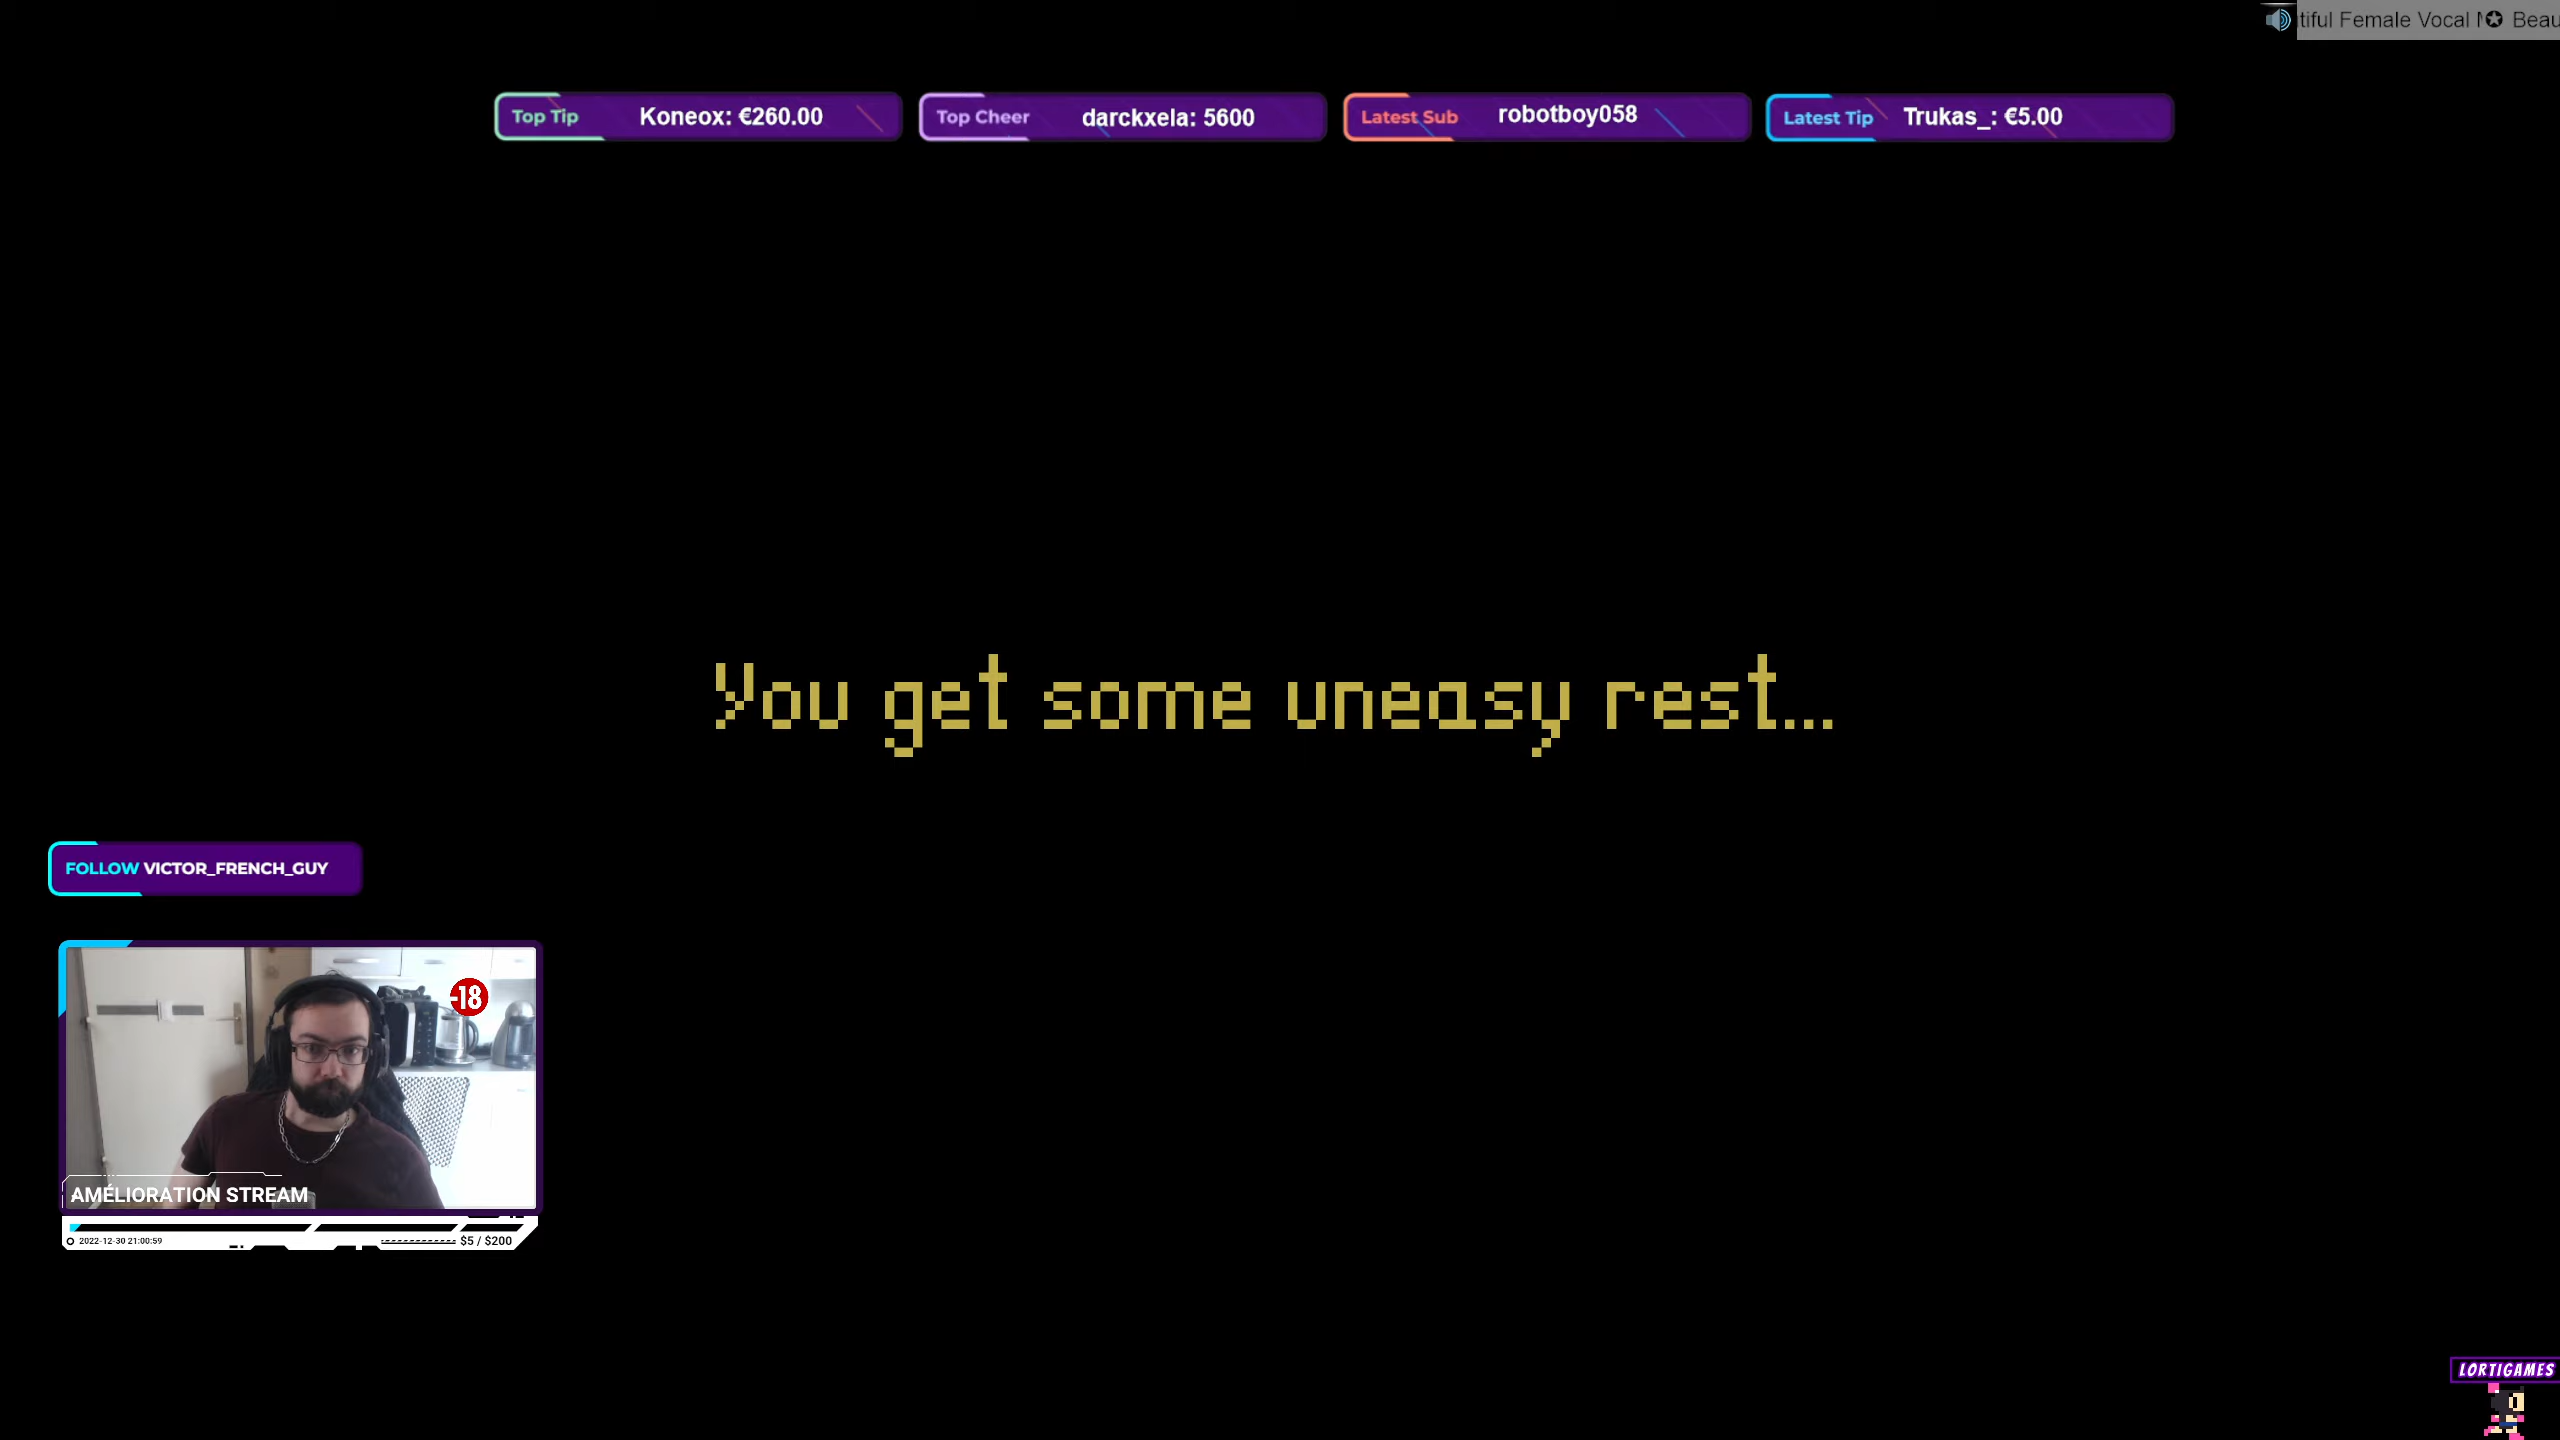 tiful Female Vocal
✪ Beau
Top Tip Koneox: €260.00
Top Cheer darckxela: 5600
Latest Sub robotboy058
Latest Tip Trukas_: €5.00
You get some uneasy rest...
FOLLOW VICTOR_FRENCH_GUY
-18
AMÉLIORATION STREAM
2022-12-30 21:00:59
$5 / $200
LORTIGAMES